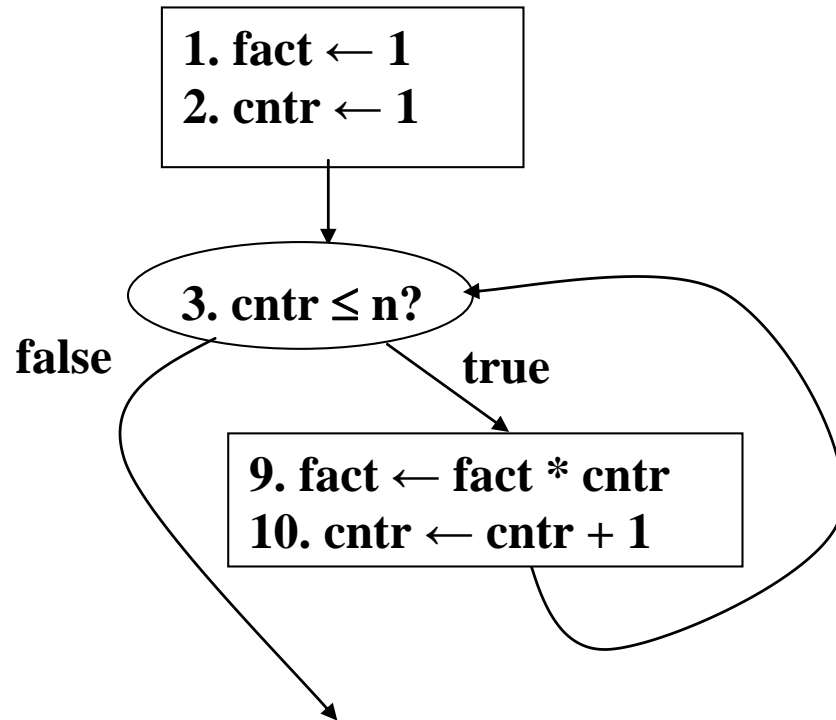 1. fact ← 1
2. cntr ← 1
3. cntr ≤ n?
false
true
9. fact ← fact * cntr
10. cntr ← cntr + 1